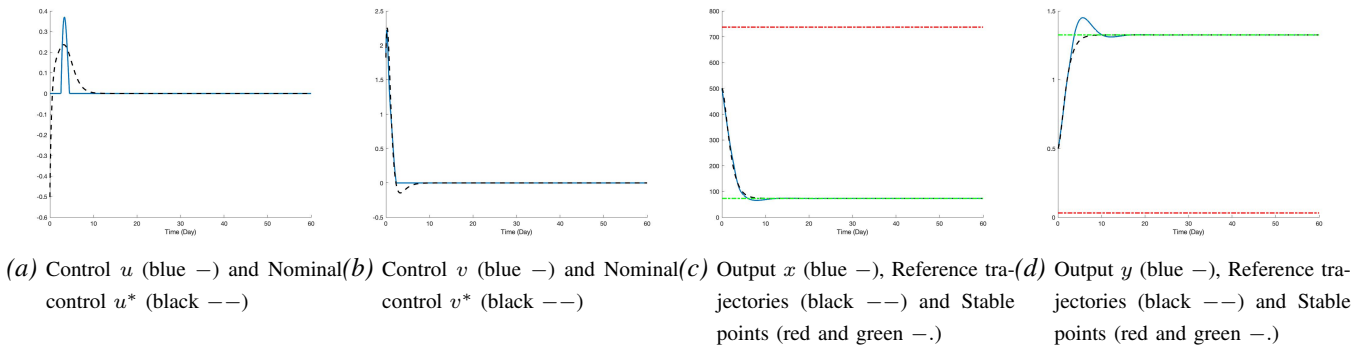 0.4
0.3
0.2
0.1
0
-0.1
-0.2
-0.3
-0.4
-0.5
-0.6
0 10 20 30 40 50 60
Time (Day)
2.5
2
1.5
1
0.5
0
-0.5
0 10 20 30 40 50 60
Time (Day)
800
700
600
500
400
300
200
100
0
0 10 20 30 40 50 60
Time (Day)
1.5
1
0.5
0
0 10 20 30 40 50 60
Time (Day)
(a) Control u (blue −) and Nominal
control u* (black −−)
(b) Control v (blue −) and Nominal
control v* (black −−)
(c) Output x (blue −), Reference tra-
jectories (black −−) and Stable
points (red and green −.)
(d) Output y (blue −), Reference tra-
jectories (black −−) and Stable
points (red and green −.)